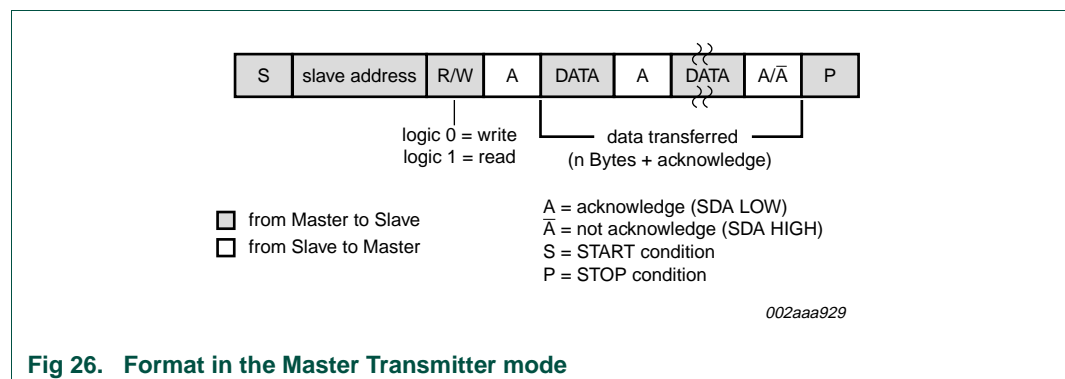 S slave address R/W A DATA A DATA A/A̅ P
logic 0 = write
logic 1 = read
data transferred
(n Bytes + acknowledge)
from Master to Slave
from Slave to Master
A = acknowledge (SDA LOW)
A̅ = not acknowledge (SDA HIGH)
S = START condition
P = STOP condition
002aaa929
Fig 26. Format in the Master Transmitter mode